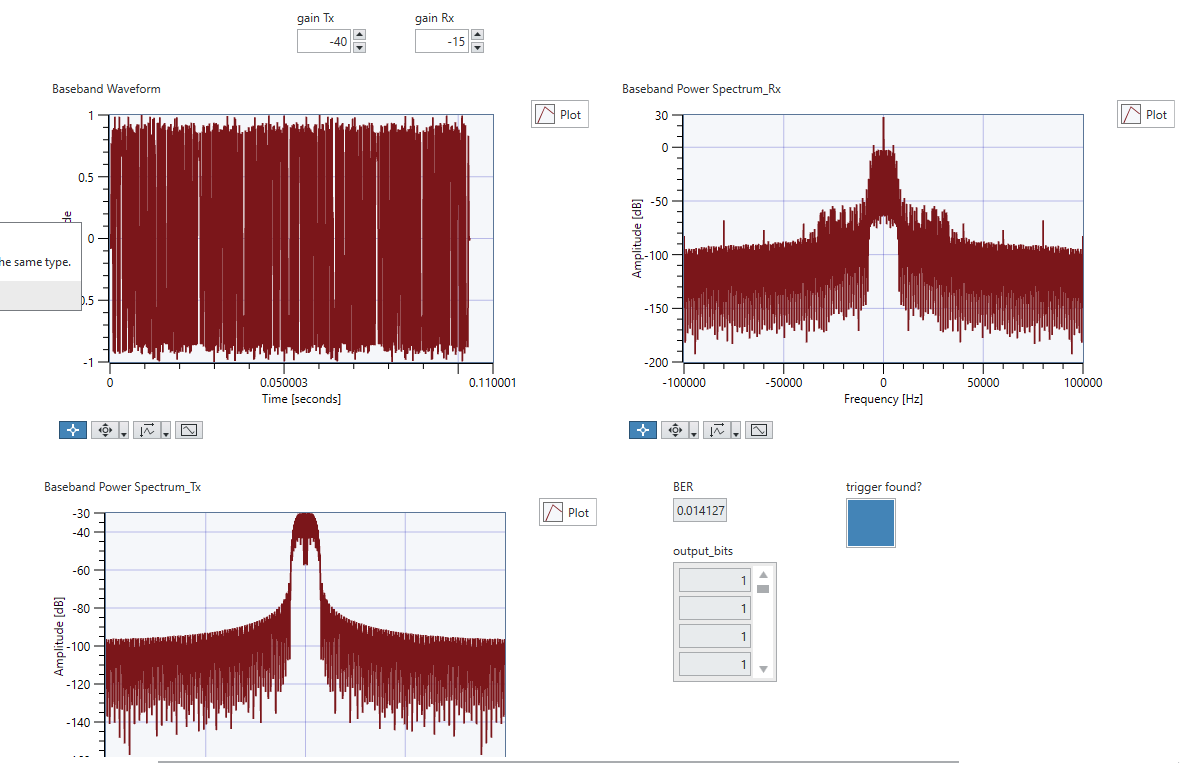 gain Tx
-40
gain Rx
-15
Baseband Waveform
Plot
1
0.5
0
0.5
-1
de
0
0.050003
0.110001
Time [seconds]
he same type.
Baseband Power Spectrum_Rx
Plot
30
0
-50
-100
-150
-200
Amplitude [dB]
-100000
-50000
0
50000
100000
Frequency [Hz]
Baseband Power Spectrum_Tx
Plot
-30
-40
-60
-80
-100
-120
-140
Amplitude [dB]
BER
0.014127
trigger found?
output_bits
1
1
1
1